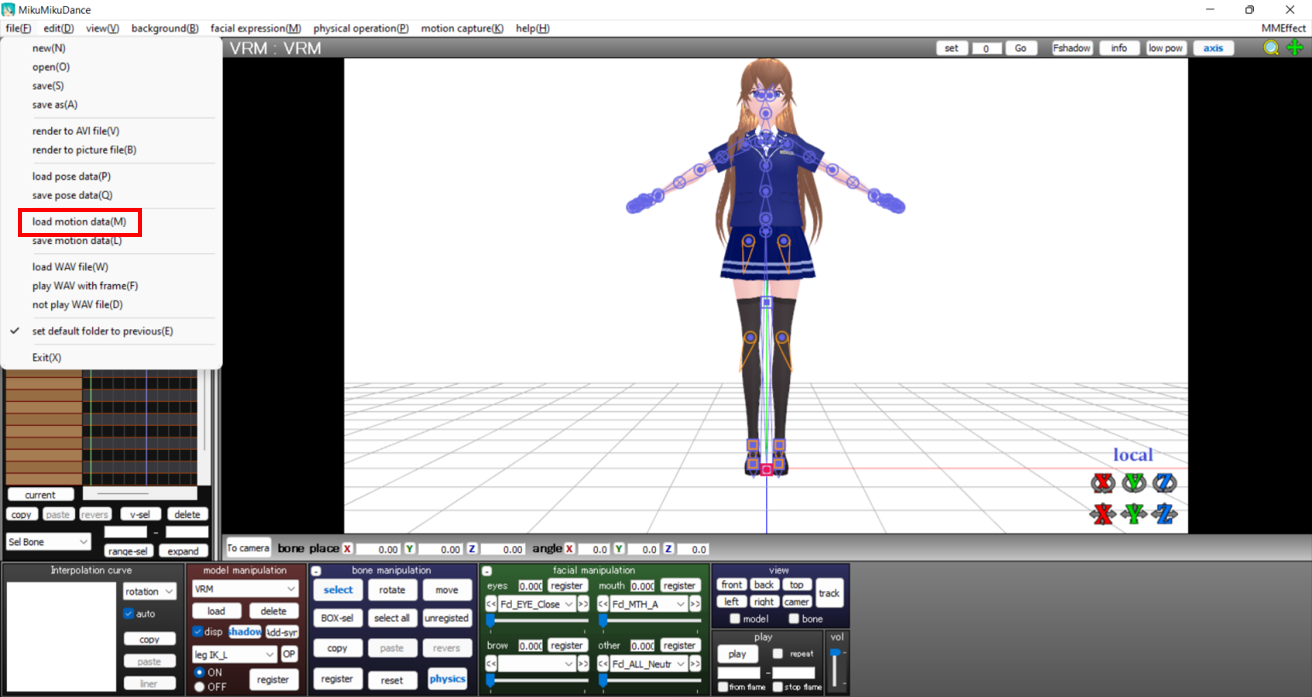 MikuMikuDance
file(F) edit(D) view(V) background(B) facial expression(M) physical operation(P) motion capture(K) help(H) MMEffect
new(N)
open(O)
save(S)
save as(A)
render to AVI file(V)
render to picture file(B)
load pose data(P)
save pose data(Q)
load motion data(M)
save motion data(L)
load WAV file(W)
play WAV with frame(F)
not play WAV file(D)
set default folder to previous(E)
Exit(X)
VRM : VRM
set 0 Go Fshadow info low pow axis
local
X Y Z
X Y Z
current
copy paste revers v-sel delete
Sel Bone -
range-sel expand
To camera bone place X 0.00 Y 0.00 Z 0.00 angle X 0.0 Y 0.0 Z 0.0
Interpolation curve
rotation
auto
copy
paste
liner
model manipulation
VRM
load delete
disp shadow Add-syn
leg IK_L OP
ON
OFF
register
- bone manipulation
select rotate move
BOX-sel select all unregisted
copy paste revers
register reset physics
- facial manipulation
eyes 0.000 register mouth 0.000 register
<< Fcl_EYE_Close >> << Fcl_MTH_A >>
brow 0.000 register other 0.000 register
<< >> << Fcl_ALL_Neutr >>
view
front back top
left right camer
track
model bone
play
play repeat
-
from flame stop flame
vol